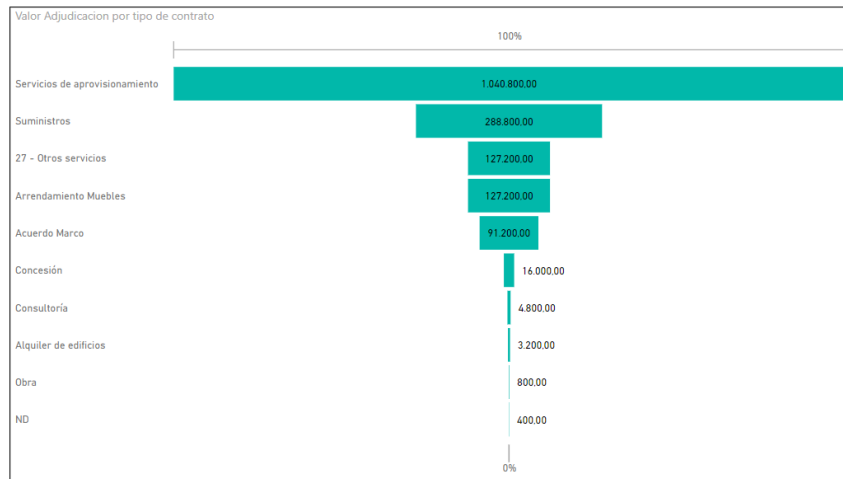 Valor Adjudicacion por tipo de contrato
100%
Servicios de aprovisionamiento 1.040.800,00
Suministros 288.800,00
27 - Otros servicios 127.200,00
Arrendamiento Muebles 127.200,00
Acuerdo Marco 91.200,00
Concesión 16.000,00
Consultoría 4.800,00
Alquiler de edificios 3.200,00
Obra 800,00
ND 400,00
0%